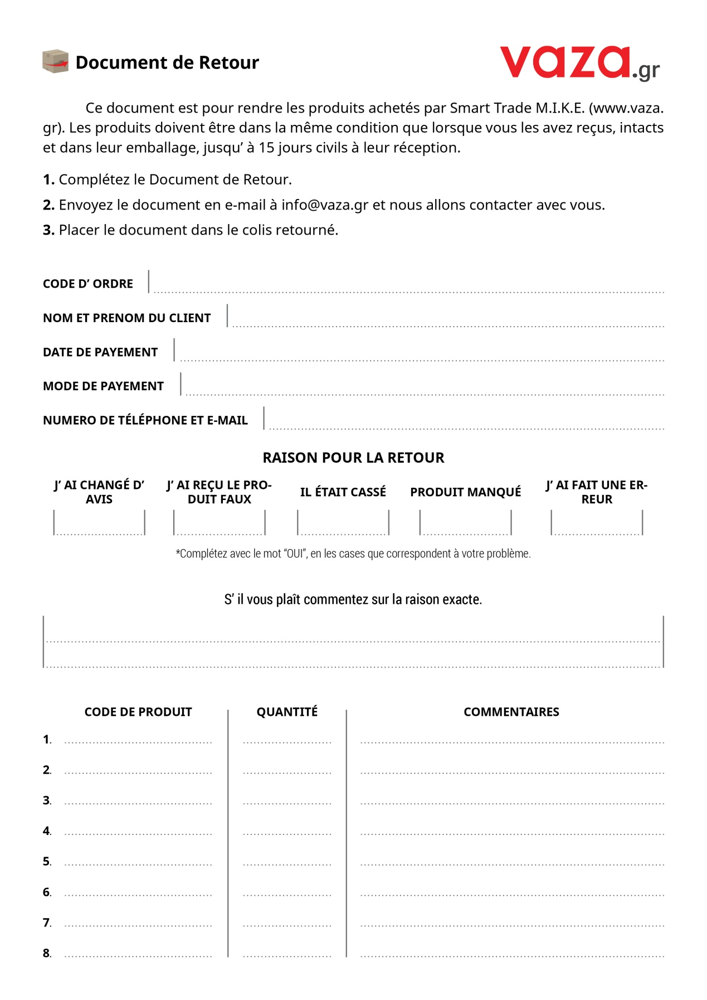 Document de Retour
vaza.gr
Ce document est pour rendre les produits achetés par Smart Trade M.I.K.E. (www.vaza.
gr). Les produits doivent être dans la même condition que lorsque vous les avez reçus, intacts
et dans leur emballage, jusqu’ à 15 jours civils à leur réception.
1. Complétez le Document de Retour.
2. Envoyez le document en e-mail à info@vaza.gr et nous allons contacter avec vous.
3. Placer le document dans le colis retourné.
CODE D’ ORDRE
NOM ET PRENOM DU CLIENT
DATE DE PAYEMENT
MODE DE PAYEMENT
NUMERO DE TÉLÉPHONE ET E-MAIL
RAISON POUR LA RETOUR
J’ AI CHANGÉ D’
AVIS
J’ AI REÇU LE PRO-
DUIT FAUX
IL ÉTAIT CASSÉ
PRODUIT MANQUÉ
J’ AI FAIT UNE ER-
REUR
*Complétez avec le mot “OUI”, en les cases que correspondent à votre problème.
S’ il vous plaît commentez sur la raison exacte.
CODE DE PRODUIT QUANTITÉ COMMENTAIRES
1.
2.
3.
4.
5.
6.
7.
8.